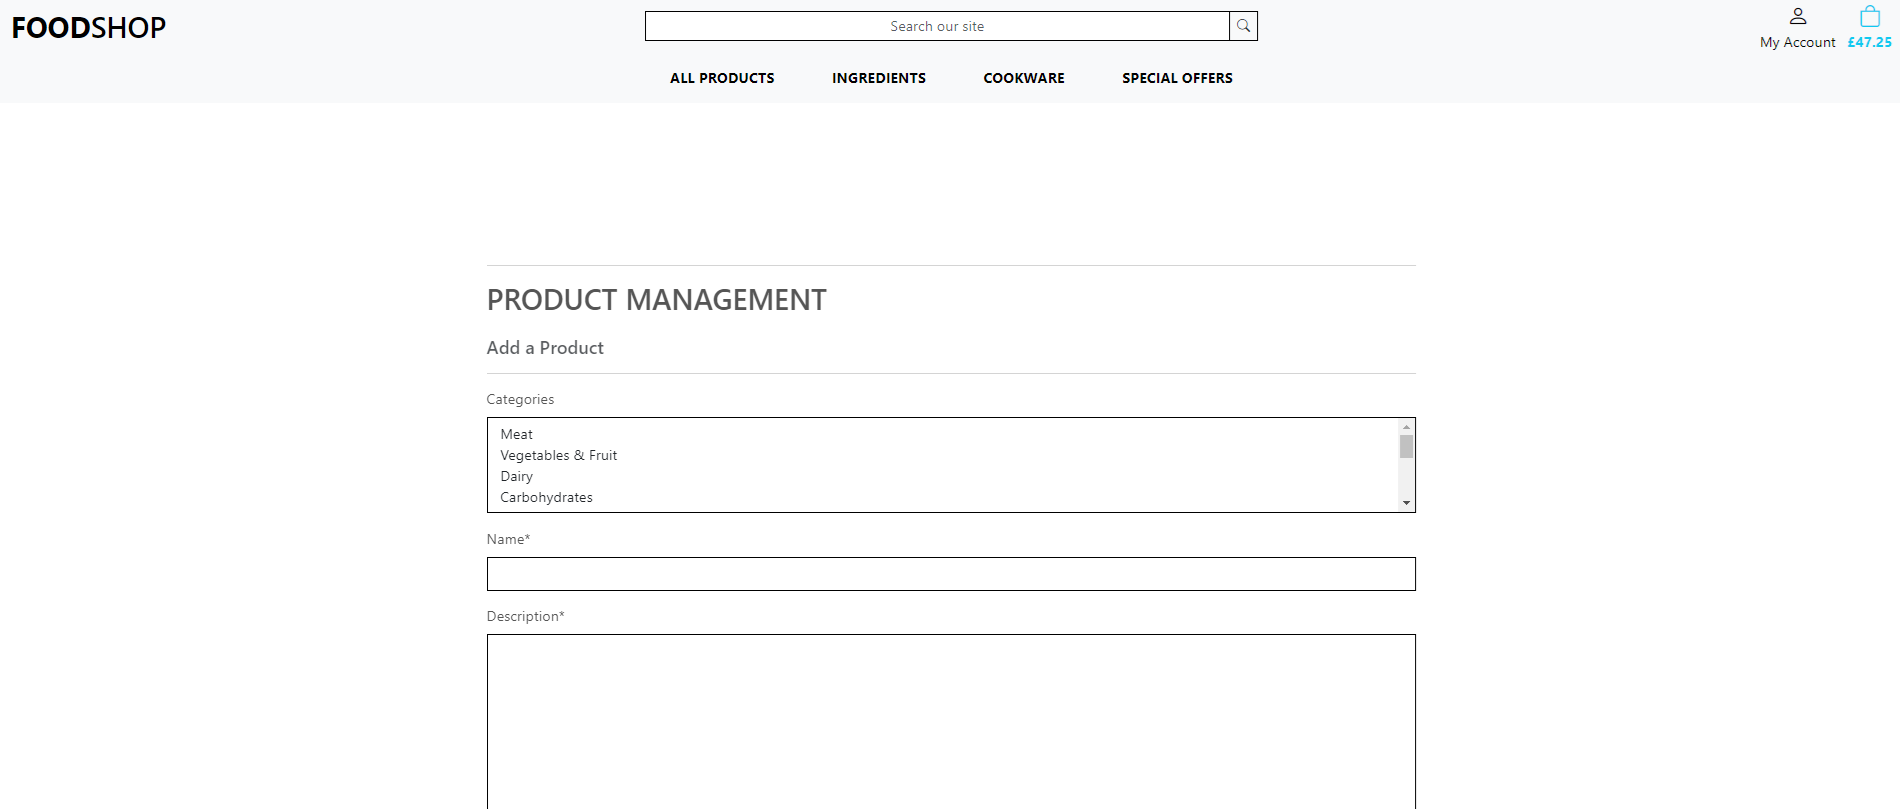 FOODSHOP
Search our site
My Account
£47.25
ALL PRODUCTS
INGREDIENTS
COOKWARE
SPECIAL OFFERS
PRODUCT MANAGEMENT
Add a Product
Categories
Meat
Vegetables & Fruit
Dairy
Carbohydrates
Name*
Description*